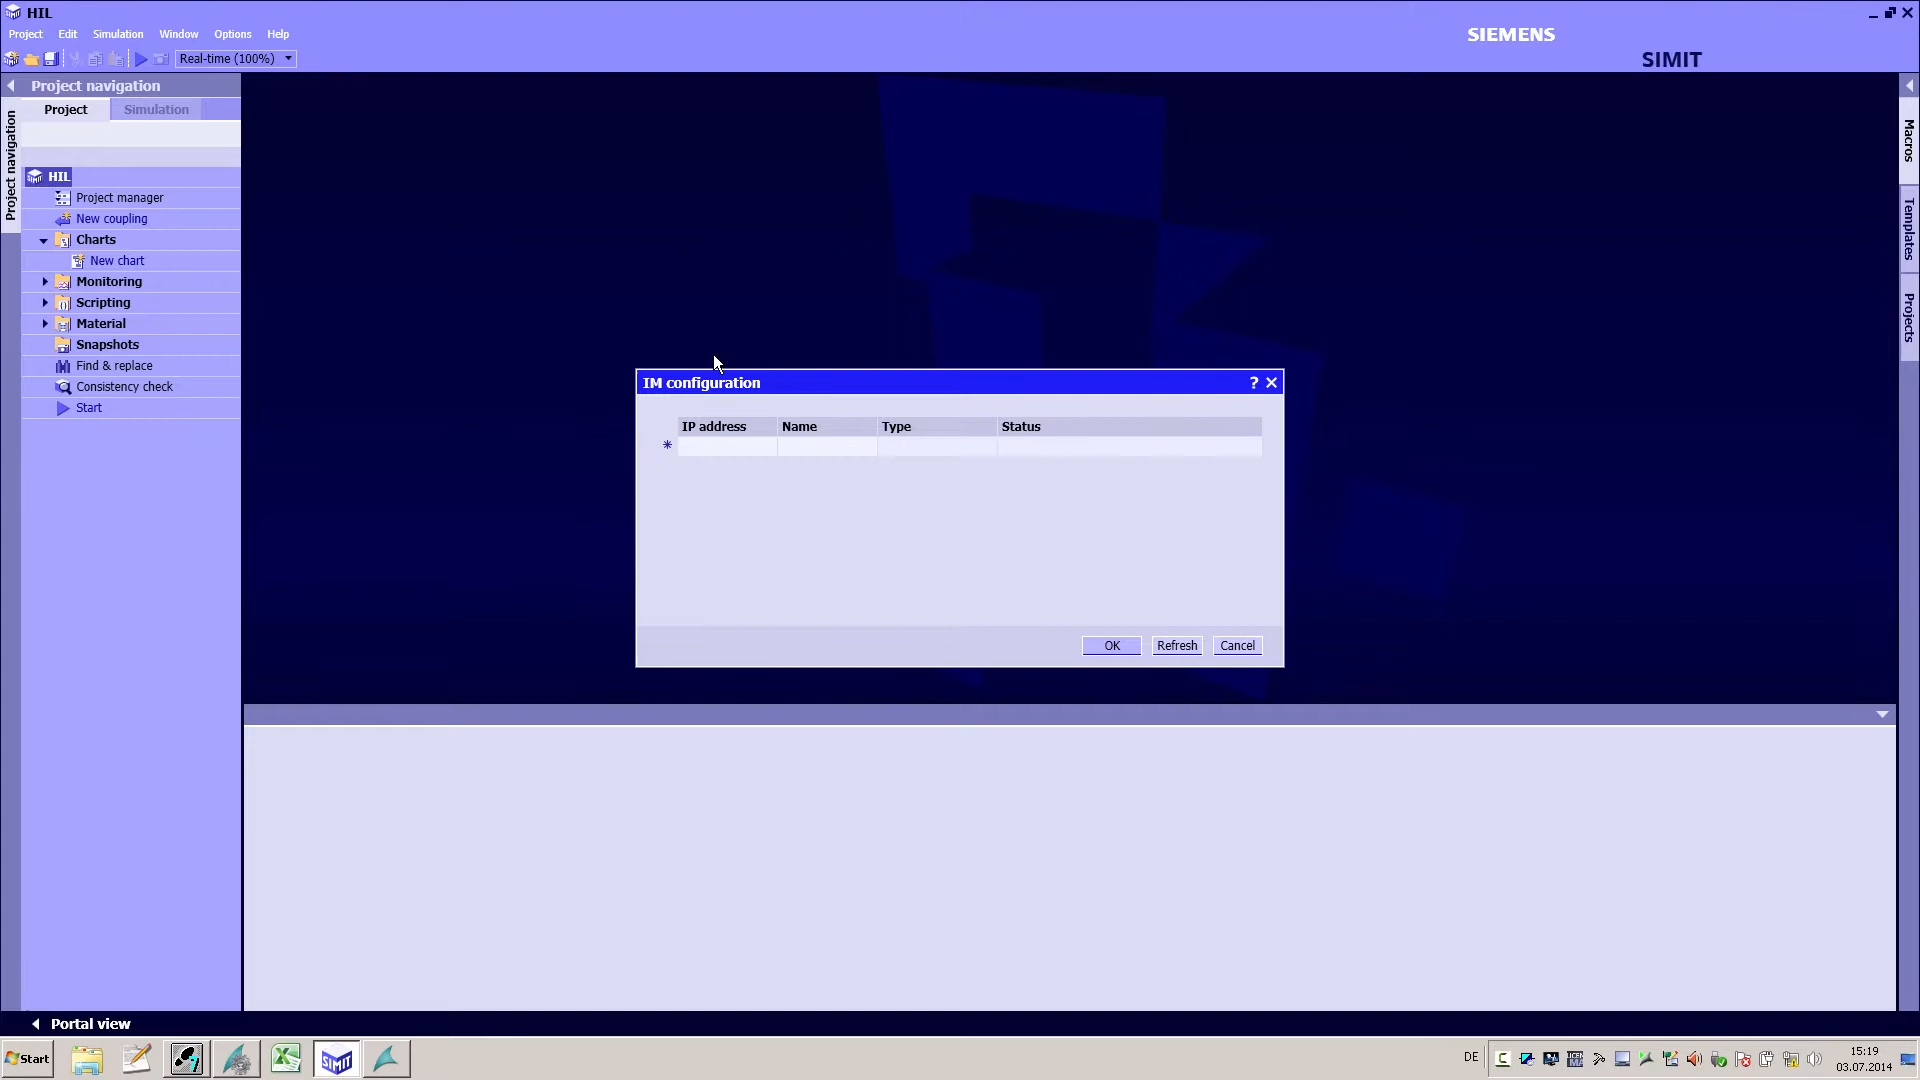 HIL
Project Edit Simulation Window Options Help
SIEMENS
Real-time (100%)
SIMIT
Project navigation
Project Simulation
Project navigation
HIL
Project manager
New coupling
Charts
New chart
Monitoring
Scripting
Material
Snapshots
Find & replace
Consistency check
Start
Macros
Templates
Projects
IM configuration ?
IP address Name Type Status
*
OK Refresh Cancel
Portal view
Start
SIMIT
DE
15:19
03.07.2014